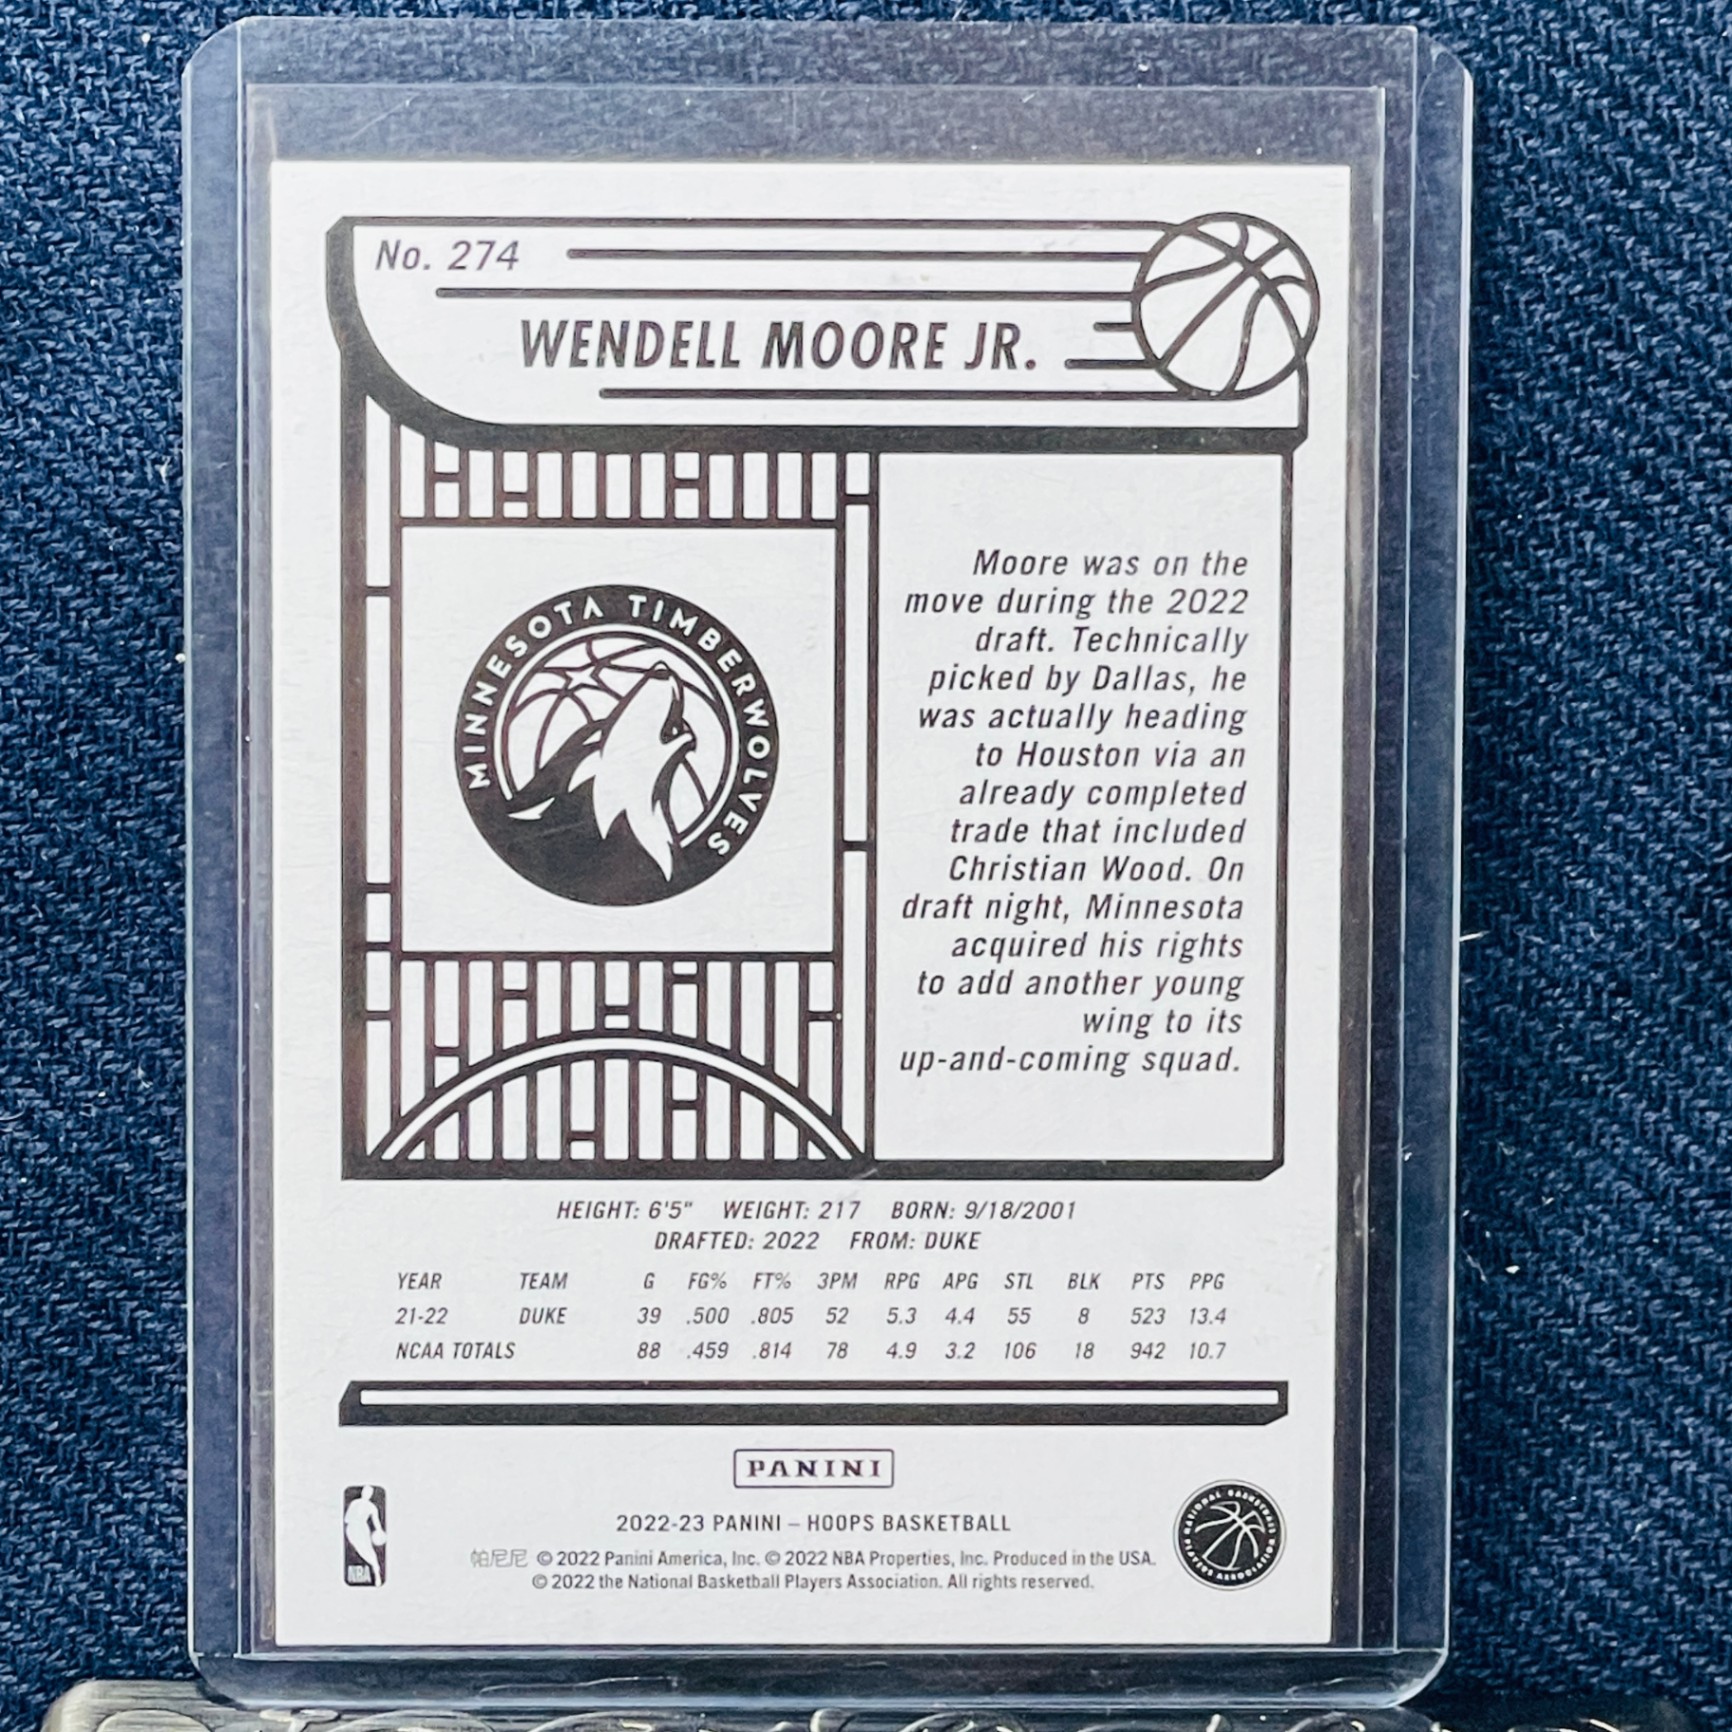 No. 274
WENDELL MOORE JR.
MINNESOTA TIMBERWOLVES
Moore was on the
move during the 2022
draft. Technically
picked by Dallas, he
was actually heading
to Houston via an
already completed
trade that included
Christian Wood. On
draft night, Minnesota
acquired his rights
to add another young
wing to its
up-and-coming squad.
HEIGHT: 6'5" WEIGHT: 217 BORN: 9/18/2001
DRAFTED: 2022 FROM: DUKE
YEAR TEAM G FG% FT% 3PM RPG APG STL BLK PTS PPG
21-22 DUKE 39 .500 .805 52 5.3 4.4 55 8 523 13.4
NCAA TOTALS 88 .459 .814 78 4.9 3.2 106 18 942 10.7
PANINI
2022-23 PANINI – HOOPS BASKETBALL
帕尼尼 © 2022 Panini America, Inc. © 2022 NBA Properties, Inc. Produced in the USA.
© 2022 the National Basketball Players Association. All rights reserved.
NBA
NATIONAL BASKETBALL PLAYERS ASSOCIATION